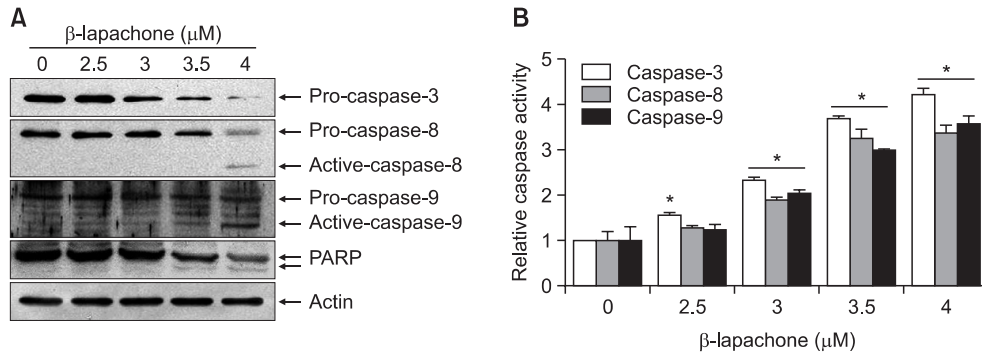 A
β-lapachone (μM)
0 2.5 3 3.5 4
Pro-caspase-3
Pro-caspase-8
Active-caspase-8
Pro-caspase-9
Active-caspase-9
PARP
Actin
B
Relative caspase activity
5
4
3
2
1
0
Caspase-3
Caspase-8
Caspase-9
*
*
*
*
0 2.5 3 3.5 4
β-lapachone (μM)